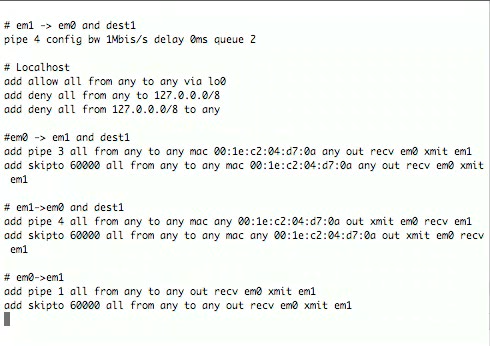 # em1 -> em0 and dest1
pipe 4 config bw 1Mbis/s delay 0ms queue 2
# Localhost
add allow all from any to any via lo0
add deny all from any to 127.0.0.0/8
add deny all from 127.0.0.0/8 to any
#em0 -> em1 and dest1
add pipe 3 all from any to any mac 00:1e:c2:04:d7:0a any out recv em0 xmit em1
add skipto 60000 all from any to any mac 00:1e:c2:04:d7:0a any out recv em0 xmit
em1
# em1->em0 and dest1
add pipe 4 all from any to any mac any 00:1e:c2:04:d7:0a out xmit em0 recv em1
add skipto 60000 all from any to any mac any 00:1e:c2:04:d7:0a out xmit em0 recv
em1
# em0->em1
add pipe 1 all from any to any out recv em0 xmit em1
add skipto 60000 all from any to any out recv em0 xmit em1